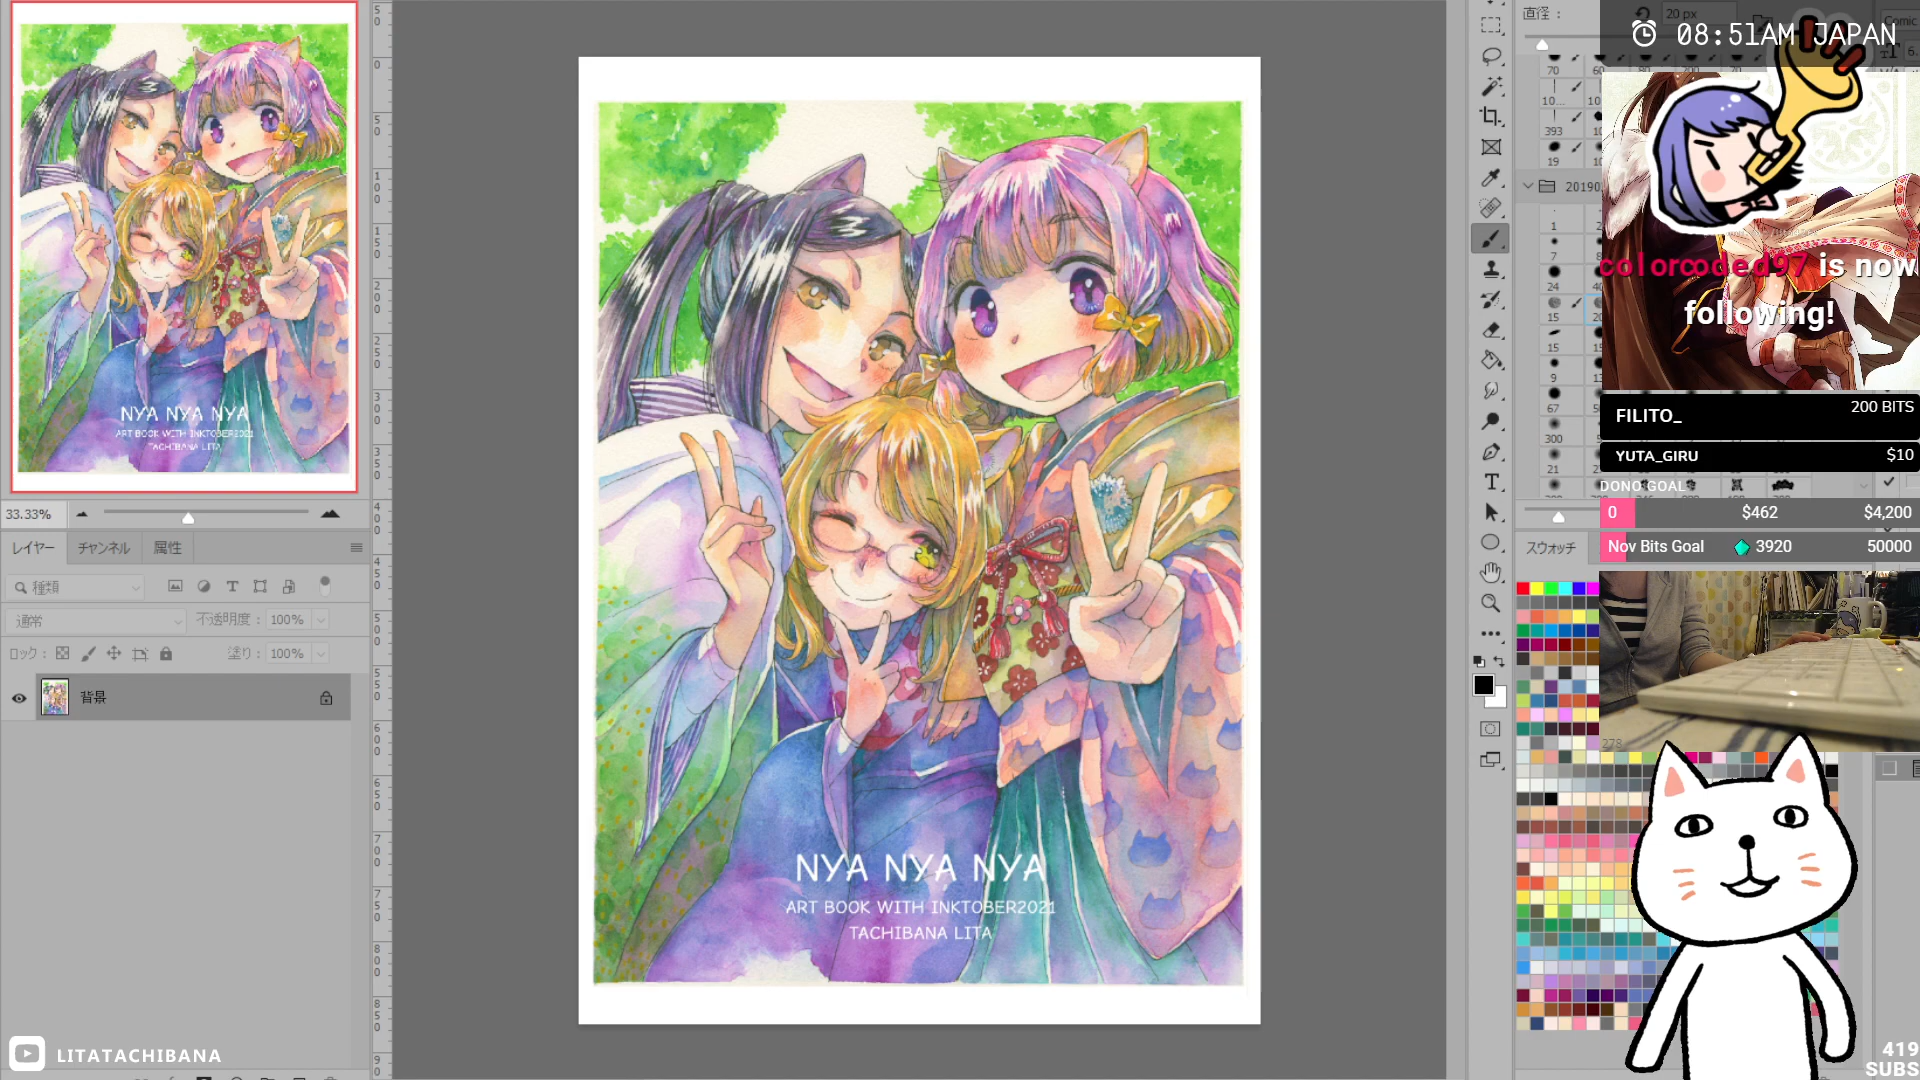 NYA NYA NYA
ART BOOK WITH INKTOBER2021
TACHIBANA LITA
33.33%
レイヤー
チャンネル
属性
種類
通常
不透明度 : 100%
ロック :
塗り : 100%
背景
LITATACHIBANA
NYA NYA NYA
ART BOOK WITH INKTOBER2021
TACHIBANA LITA
直径 :
20 px
08:51AM JAPAN
colorcoded97 is now
following!
FILITO_
200 BITS
YUTA_GIRU
$10
DONO GOAL
0
$462
$4,200
Nov Bits Goal
3920
50000
スウォッチ
419
SUBS